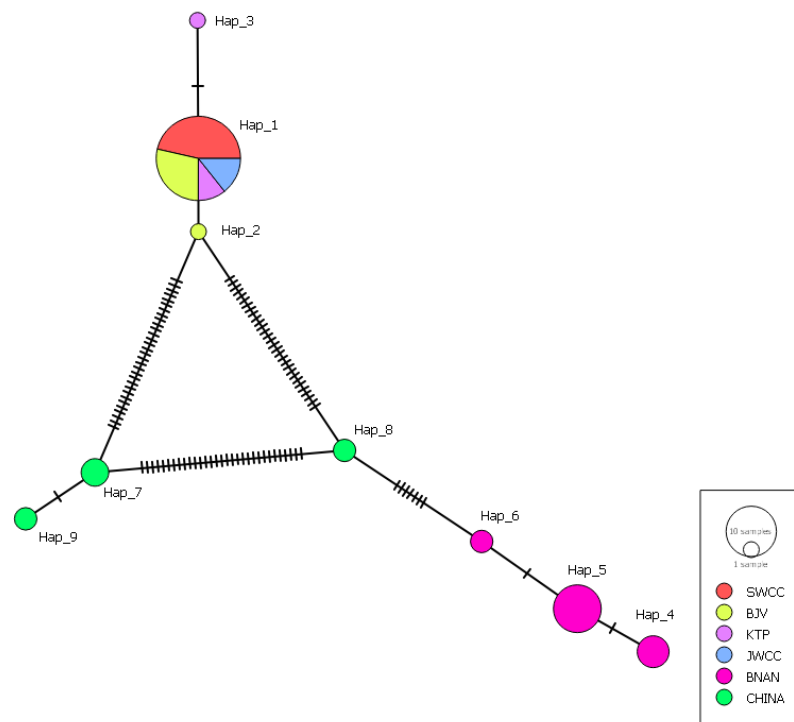 Hap_3
Hap_1
Hap_2
Hap_8
Hap_7
Hap_9
Hap_6
Hap_5
Hap_4
10 samples
1 sample
SWCC
BJV
KTP
JWCC
BNAN
CHINA